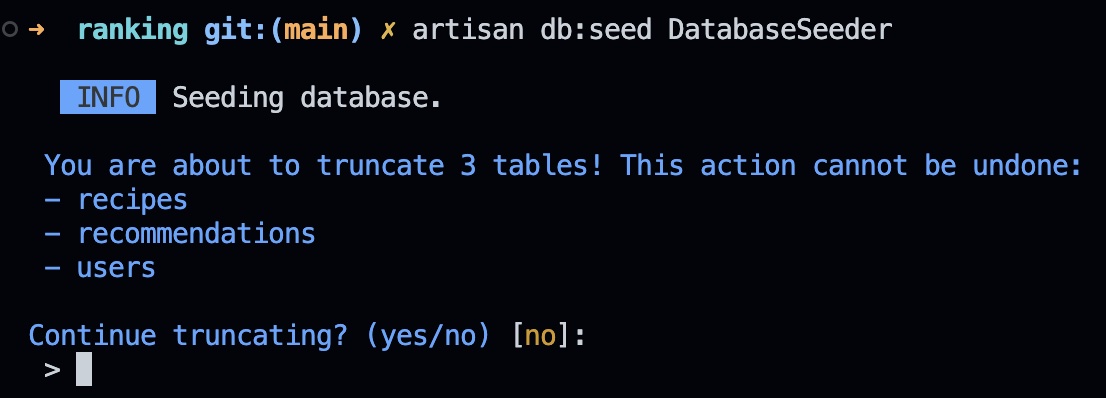 ➜ ranking git:(main) ✗ artisan db:seed DatabaseSeeder
INFO Seeding database.
You are about to truncate 3 tables! This action cannot be undone:
- recipes
- recommendations
- users
Continue truncating? (yes/no) [no]:
>